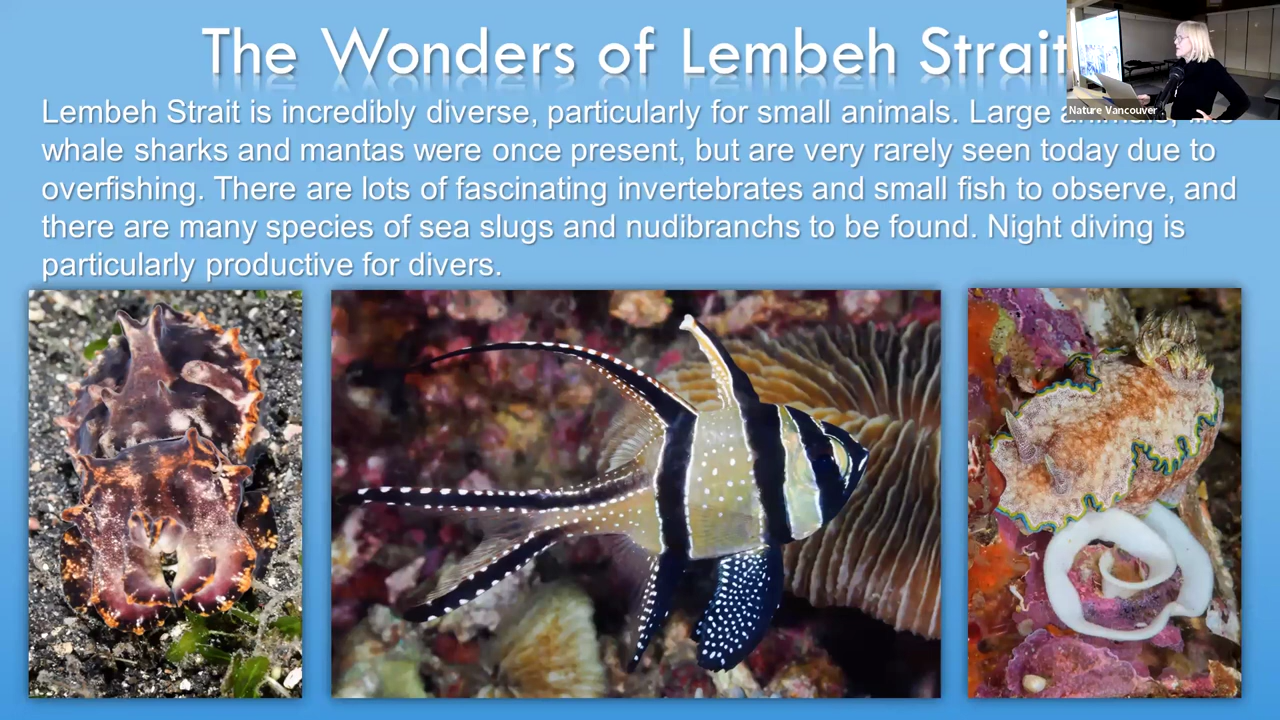 The Wonders of Lembeh Strait
Nature Vancouver
Lembeh Strait is incredibly diverse, particularly for small animals. Large
whale sharks and mantas were once present, but are very rarely seen today due to
overfishing. There are lots of fascinating invertebrates and small fish to observe, and
there are many species of sea slugs and nudibranchs to be found. Night diving is
particularly productive for divers.